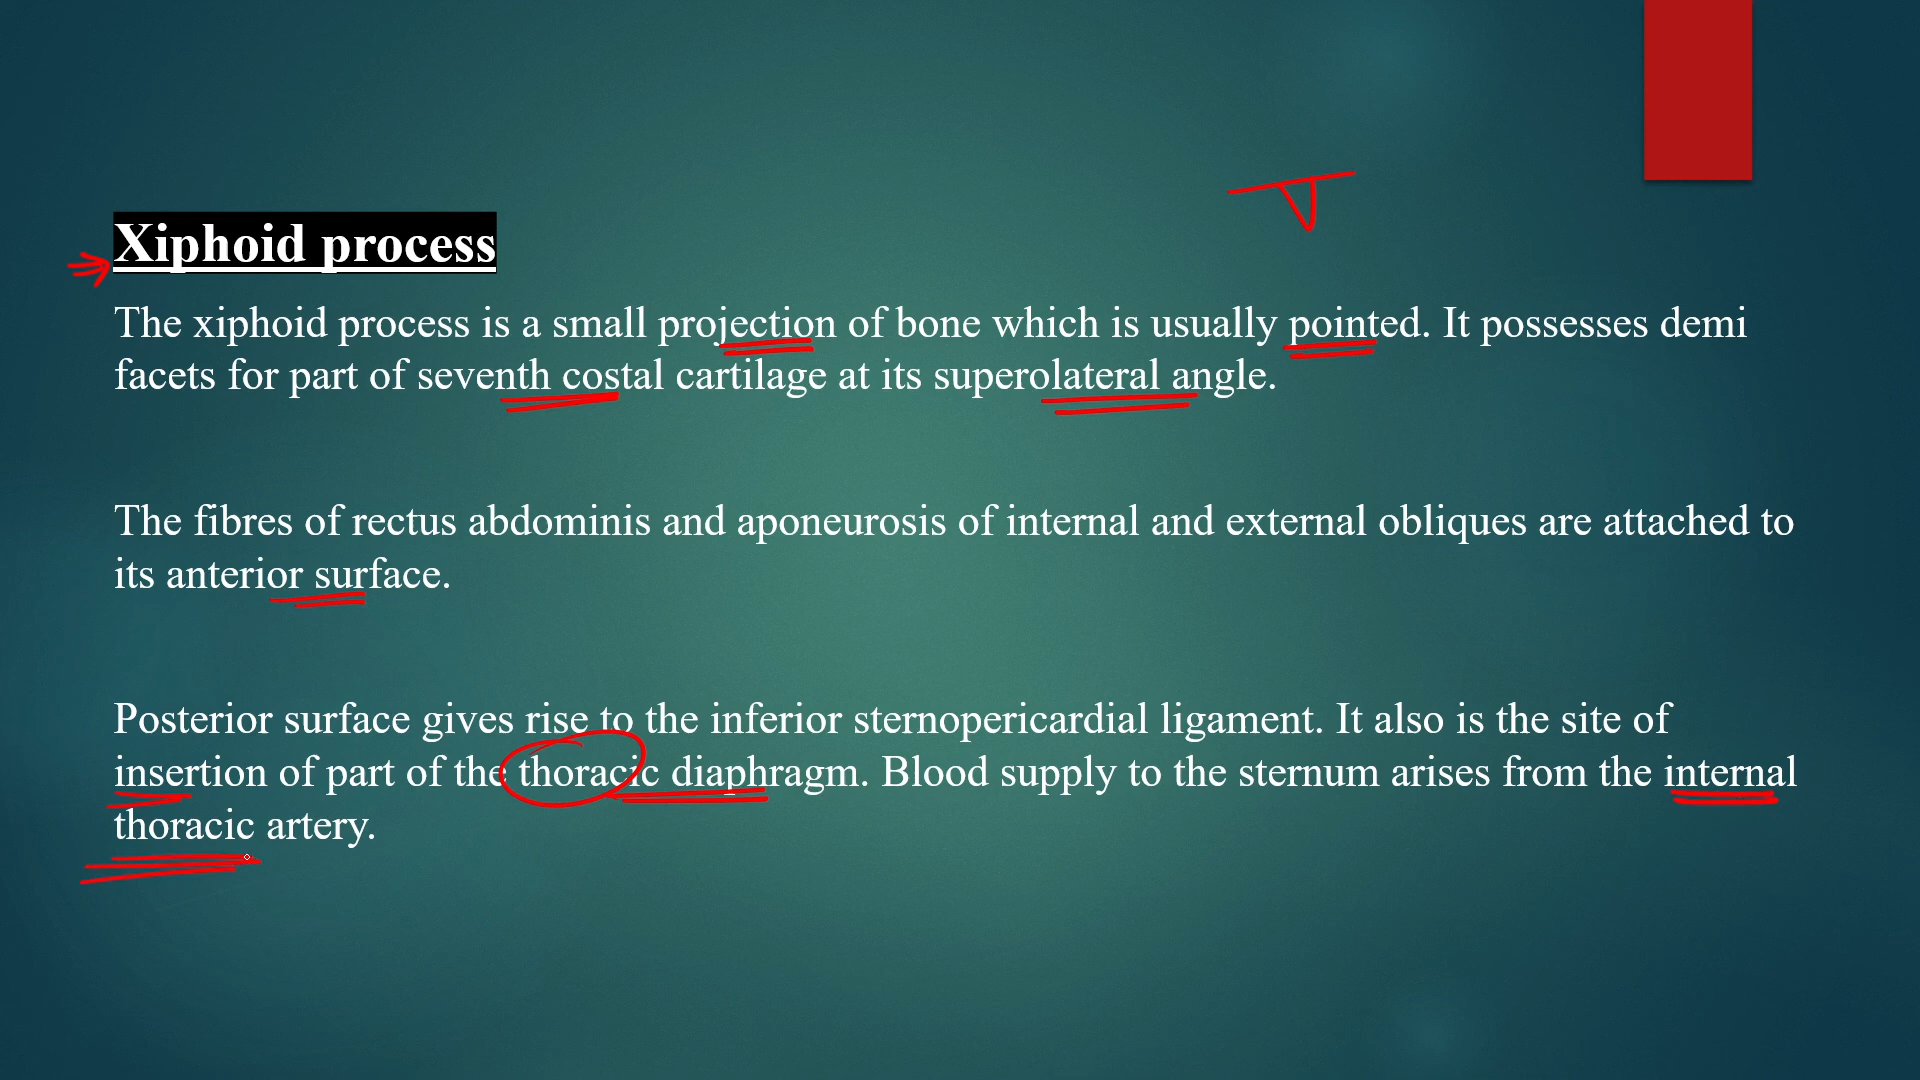 Xiphoid process
The xiphoid process is a small projection of bone which is usually pointed. It possesses demi
facets for part of seventh costal cartilage at its superolateral angle.
The fibres of rectus abdominis and aponeurosis of internal and external obliques are attached to
its anterior surface.
Posterior surface gives rise to the inferior sternopericardial ligament. It also is the site of
insertion of part of the thoracic diaphragm. Blood supply to the sternum arises from the internal
thoracic artery.